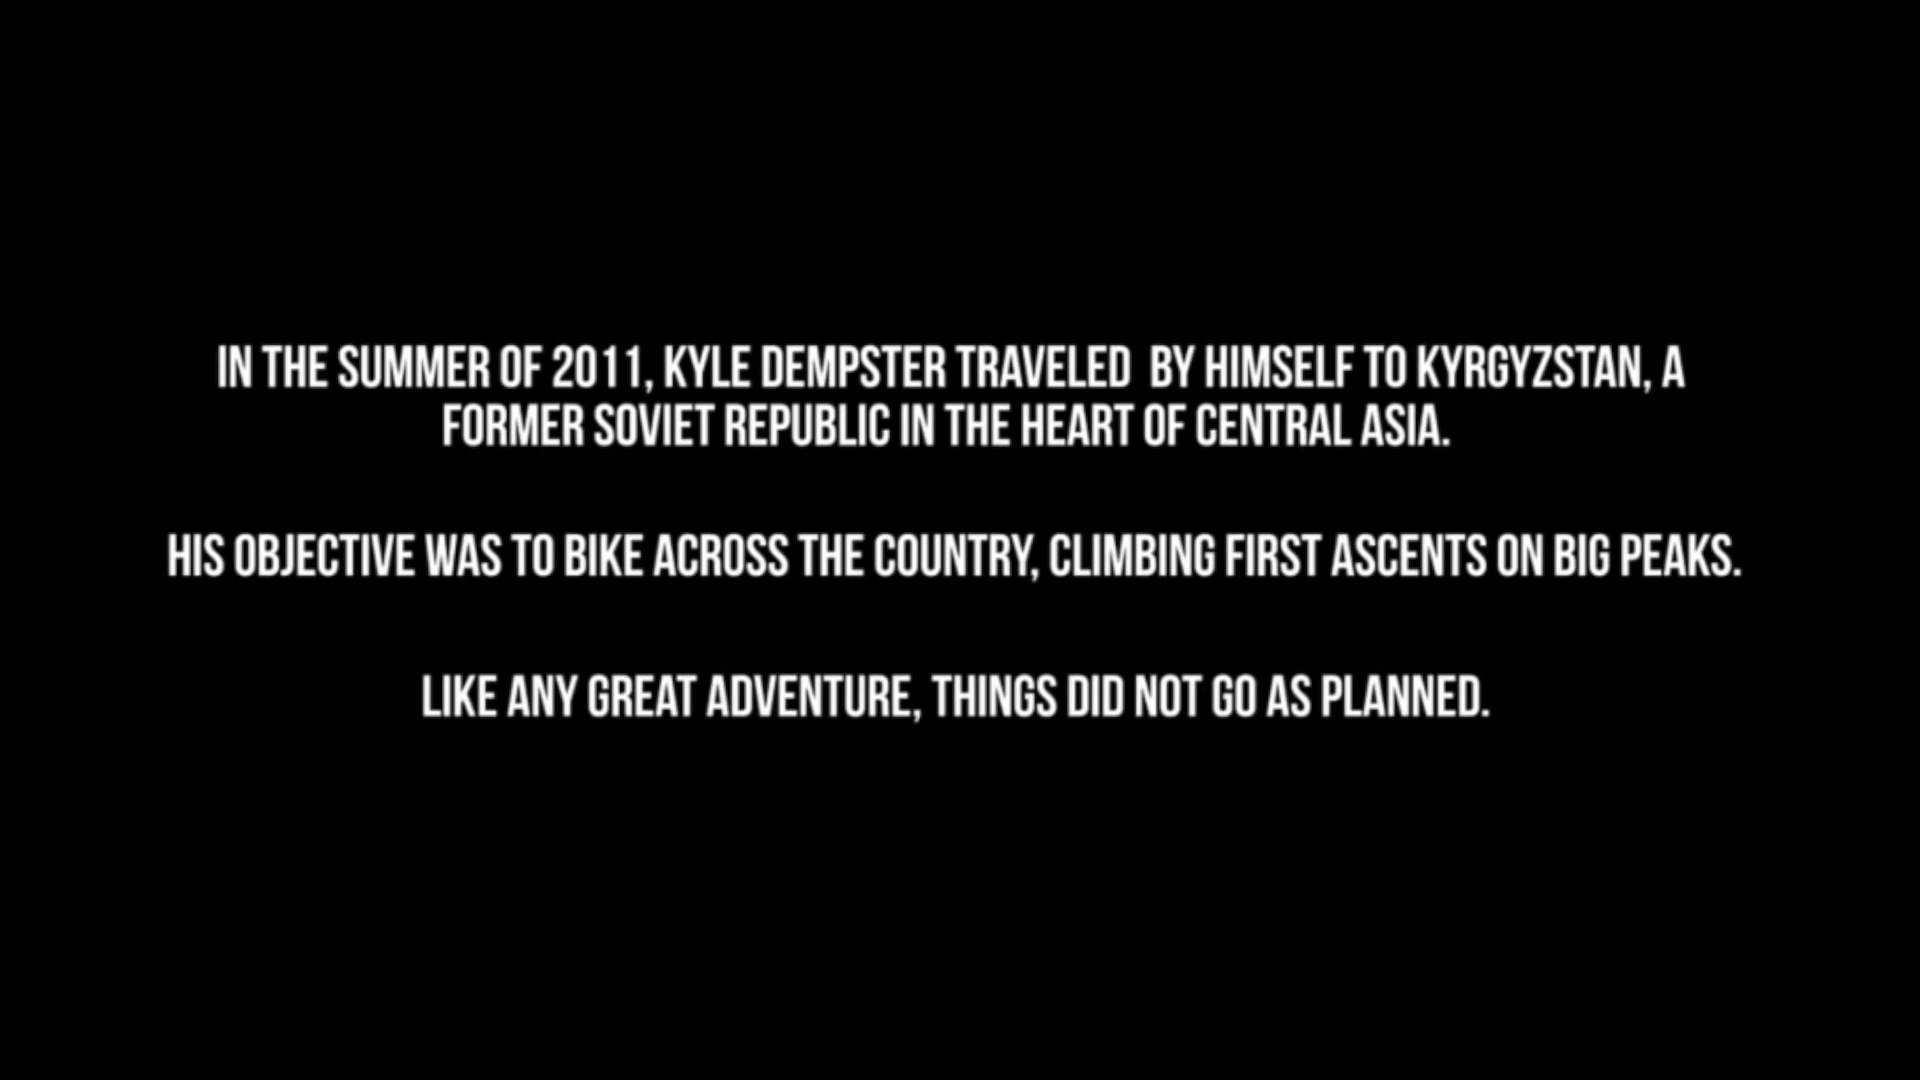 IN THE SUMMER OF 2011, KYLE DEMPSTER TRAVELED  BY HIMSELF TO KYRGYZSTAN, A
FORMER SOVIET REPUBLIC IN THE HEART OF CENTRAL ASIA.
HIS OBJECTIVE WAS TO BIKE ACROSS THE COUNTRY, CLIMBING FIRST ASCENTS ON BIG PEAKS.
LIKE ANY GREAT ADVENTURE, THINGS DID NOT GO AS PLANNED.